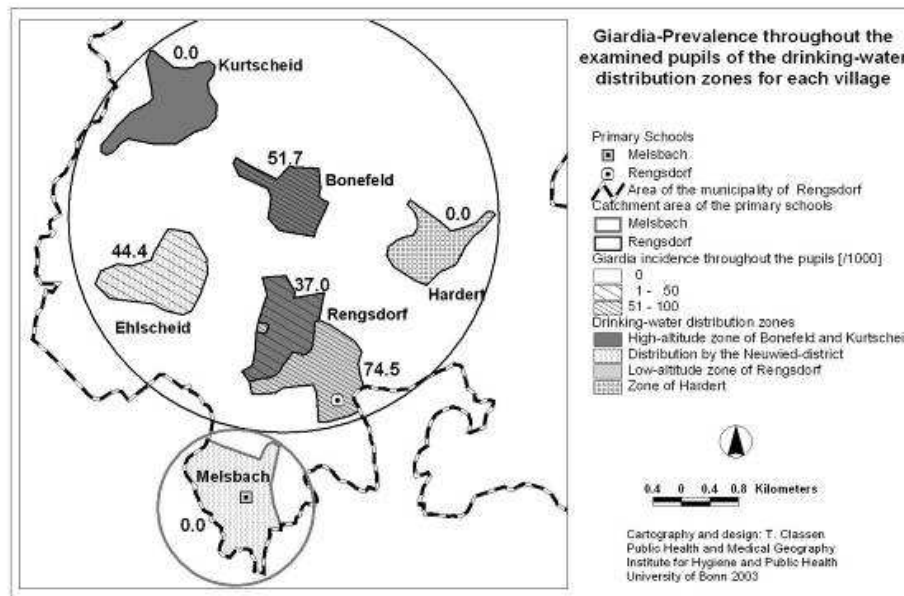 Giardia-Prevalence throughout the
examined pupils of the drinking-water
distribution zones for each village
0.0
Kurtscheid
51.7
Bonefeld
0.0
Hardert
44.4
Ehlscheid
37.0
Rengsdorf
74.5
Melsbach
0.0
Primary Schools
Melsbach
Rengsdorf
Area of the municipality of Rengsdorf
Catchment area of the primary schools
Melsbach
Rengsdorf
Giardia incidence throughout the pupils [/1000]
0
1 - 50
51 - 100
Drinking-water distribution zones
High-altitude zone of Bonefeld and Kurtschei
Distribution by the Neuwied-district
Low-altitude zone of Rengsdorf
Zone of Hardert
0.4 0 0.4 0.8 Kilometers
Cartography and design: T. Classen
Public Health and Medical Geography
Institute for Hygiene and Public Health
University of Bonn 2003